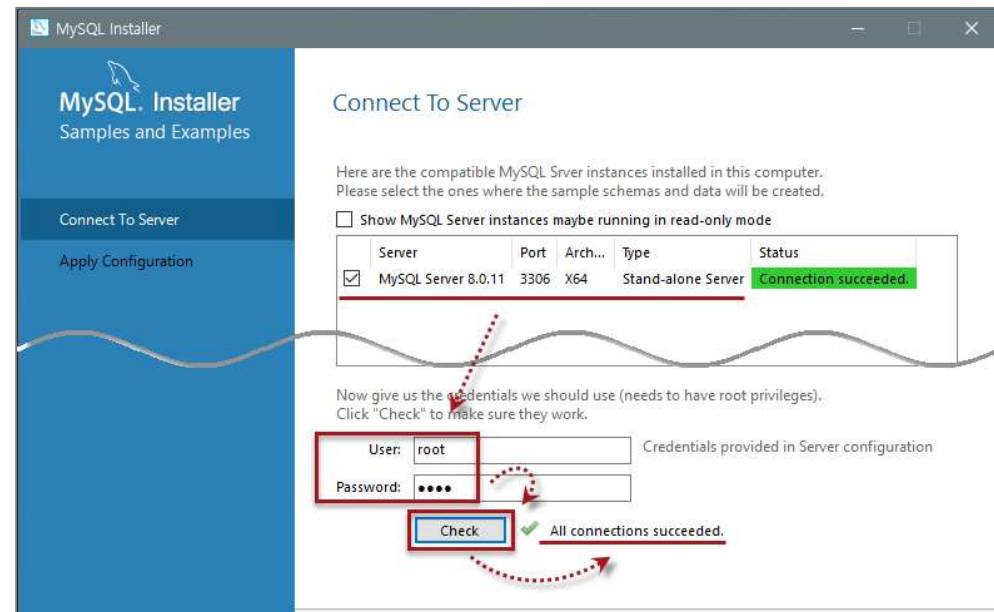 MySQL Installer
MySQL. Installer
Samples and Examples
Connect To Server
Apply Configuration
Connect To Server
Here are the compatible MySQL Srver instances installed in this computer.
Please select the ones where the sample schemas and data will be created.
Show MySQL Server instances maybe running in read-only mode
Server Port Arch... Type Status
MySQL Server 8.0.11 3306 X64 Stand-alone Server Connection succeeded.
Now give us the credentials we should use (needs to have root privileges).
Click "Check" to make sure they work.
User: root Credentials provided in Server configuration
Password: ●●●●
Check All connections succeeded.